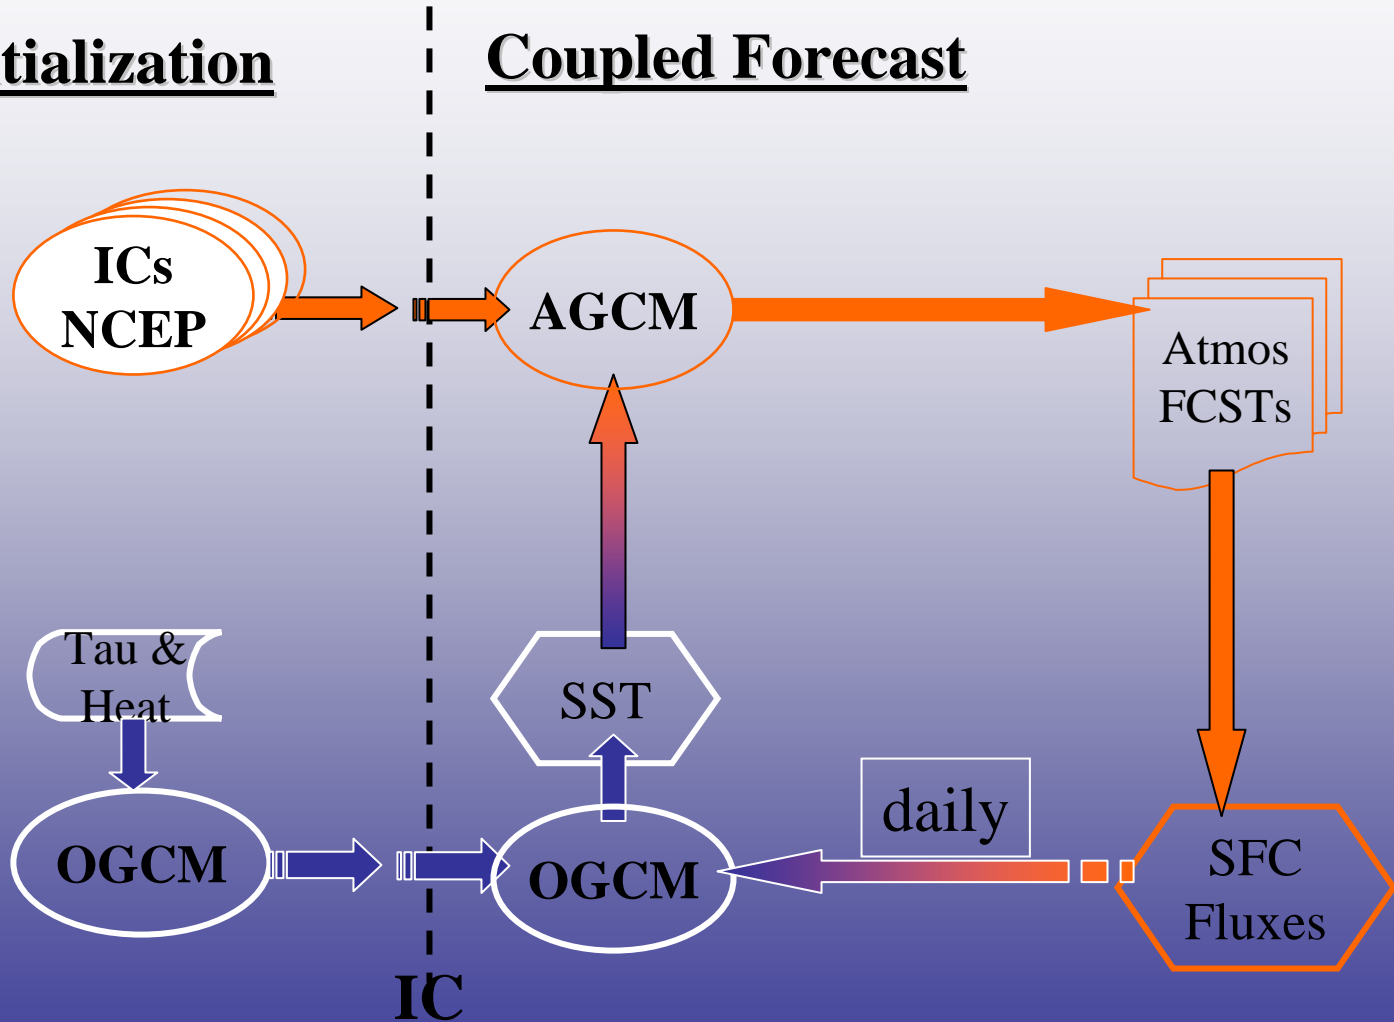 tialization
Coupled Forecast
ICs
NCEP
AGCM
Atmos
FCSTs
Tau &
Heat
SST
daily
OGCM
OGCM
SFC
Fluxes
IC